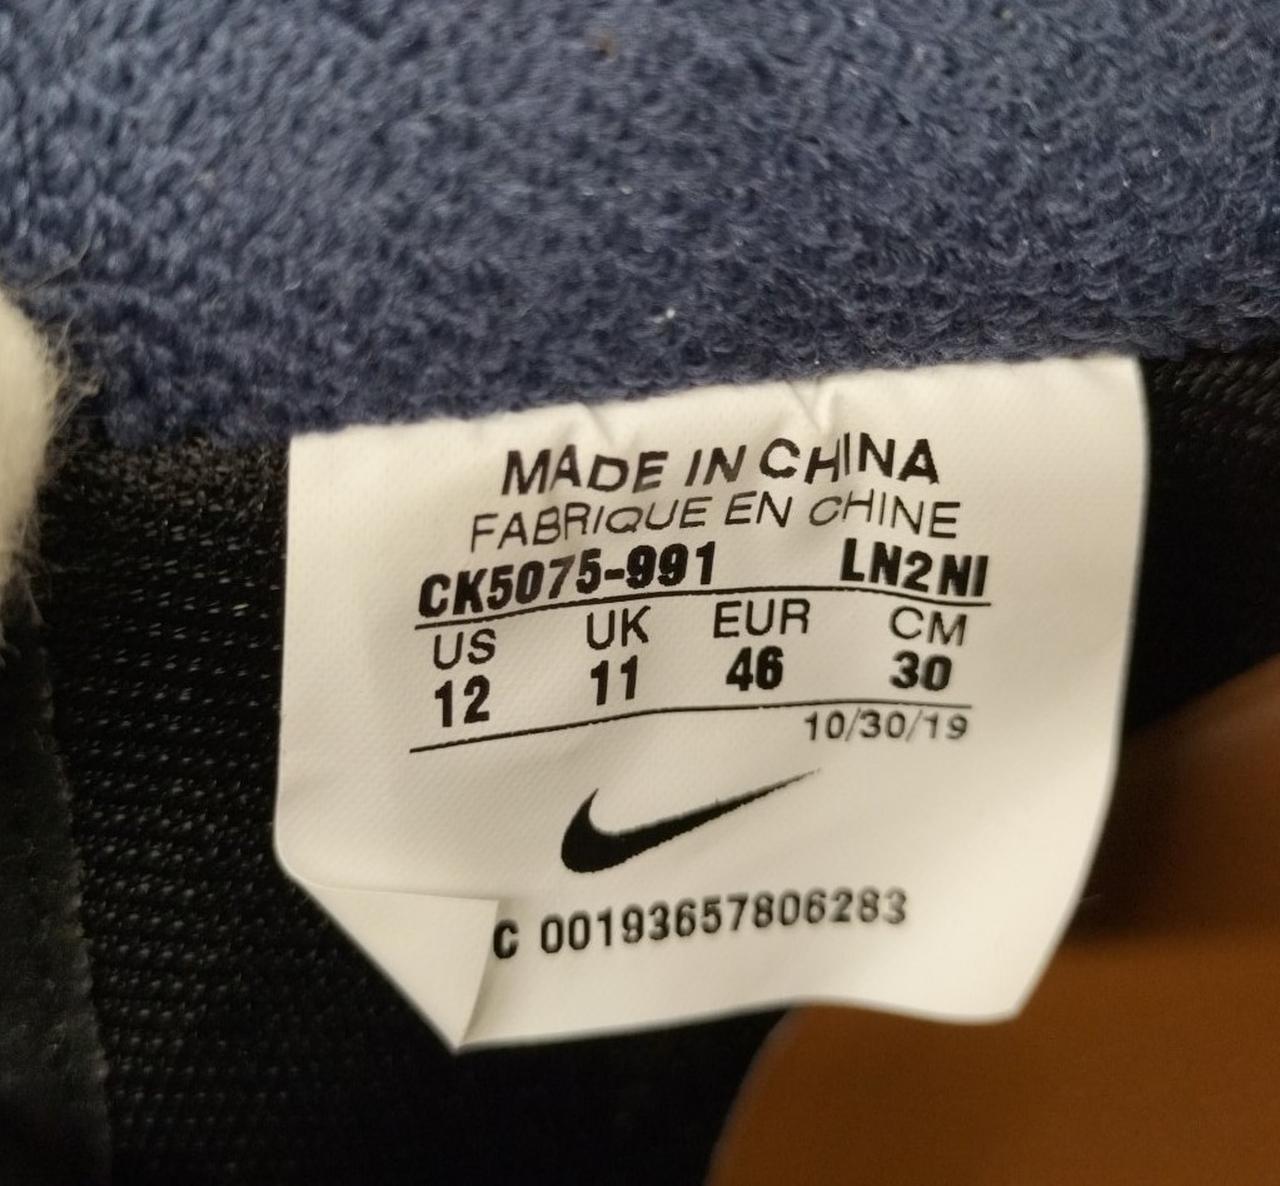 MADE IN CHINA
FABRIQUE EN CHINE
CK5075-991 LN2NI
US UK EUR CM
12 11 46 30
10/30/19
C 00193657806283